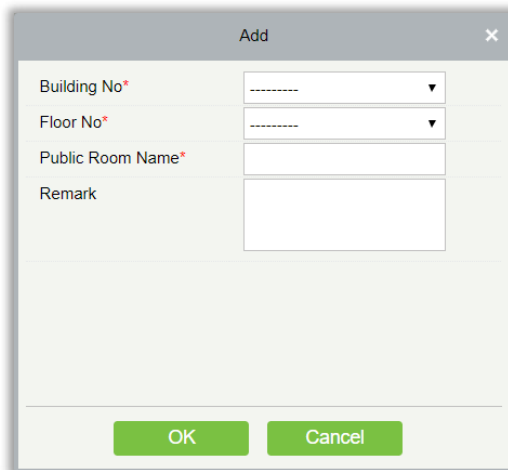 Add ×
Building No* --------- ▼
Floor No* --------- ▼
Public Room Name*
Remark
OK Cancel